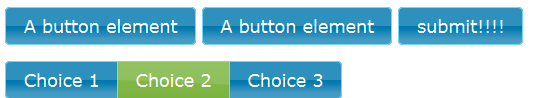 A button element A button element submit!!!!
Choice 1 Choice 2 Choice 3